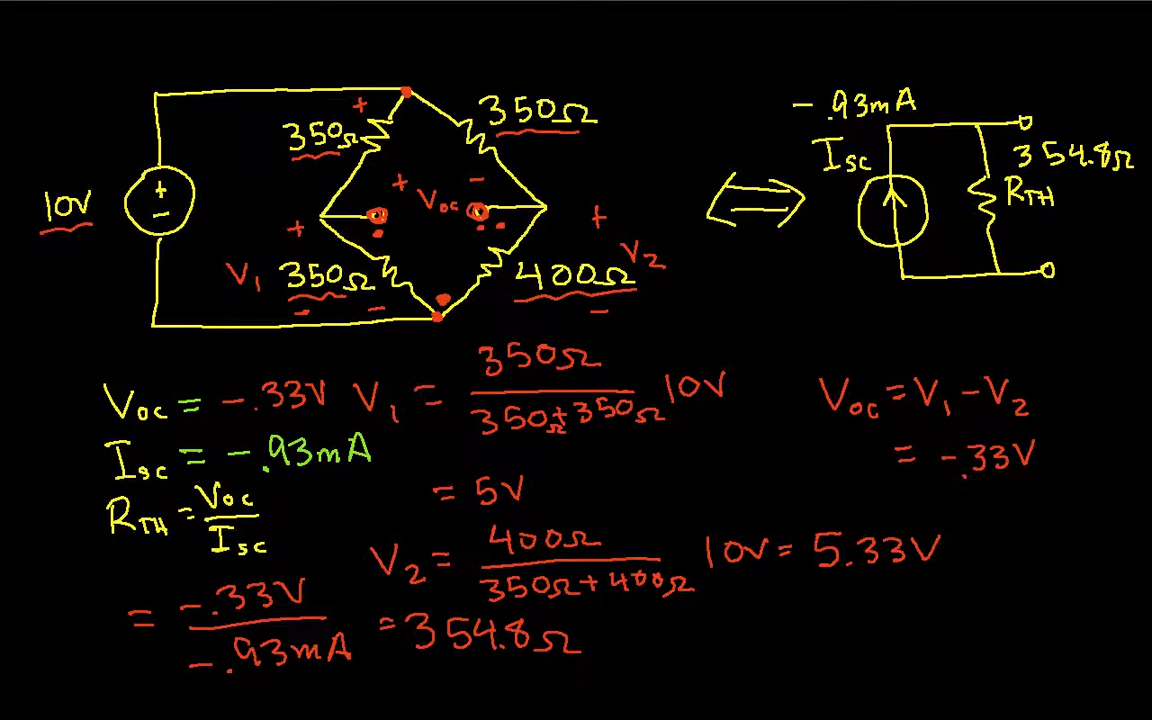 + 350Ω
350Ω
10V
+
-
+ Voc -
+
+
V1 350Ω
-
-
400Ω V2
-
-.93mA
Isc
354.8Ω
RTH
Voc = -.33V
Isc = -.93mA
RTH = Voc/Isc
= -.33V/-.93mA = 354.8Ω
V1 = 350Ω/350Ω+350Ω 10V
= 5V
V2 = 400Ω/350Ω+400Ω 10V = 5.33V
Voc = V1 - V2
= -.33V